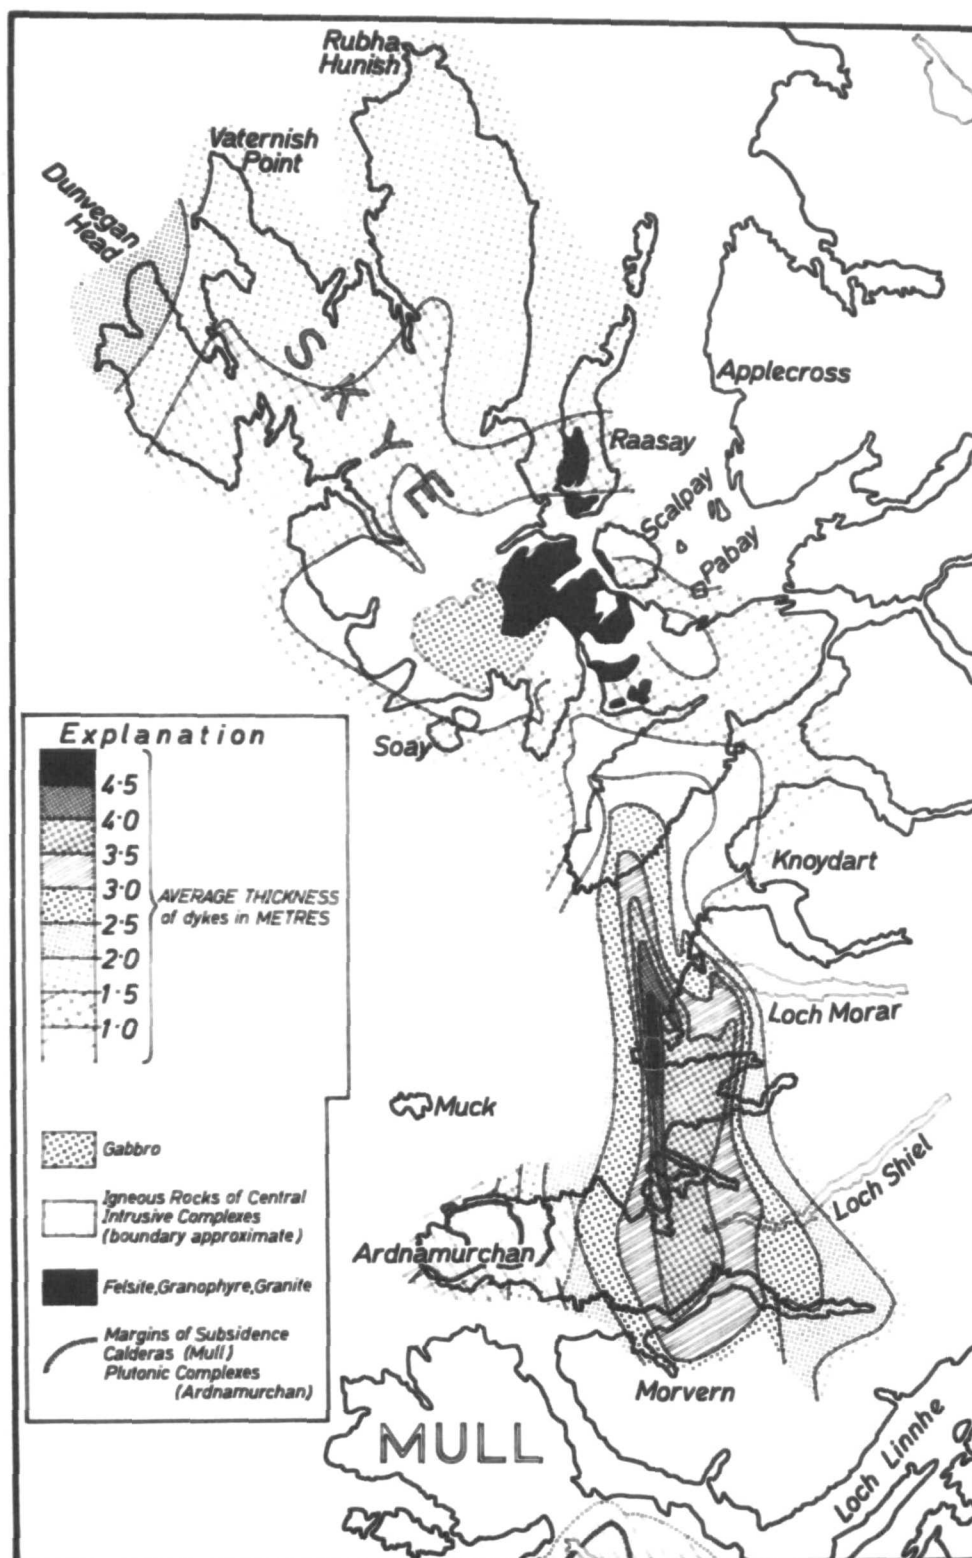 Rubha
Hunish
Vaternish
Point
Dunvegan
Head
SKYE
Applecross
Raasay
Scalpay
Pabay
Soay
Explanation
4·5
4·0
3·5
3·0
2·5
2·0
1·5
1·0
AVERAGE THICKNESS
of dykes in METRES
Knoydart
Loch Morar
Muck
Loch Shiel
Ardnamurchan
Gabbro
Igneous Rocks of Central
Intrusive Complexes
(boundary approximate)
Felsite,Granophyre,Granite
Margins of Subsidence
Calderas (Mull)
Plutonic Complexes
(Ardnamurchan)
Morvern
MULL
Loch Linnhe